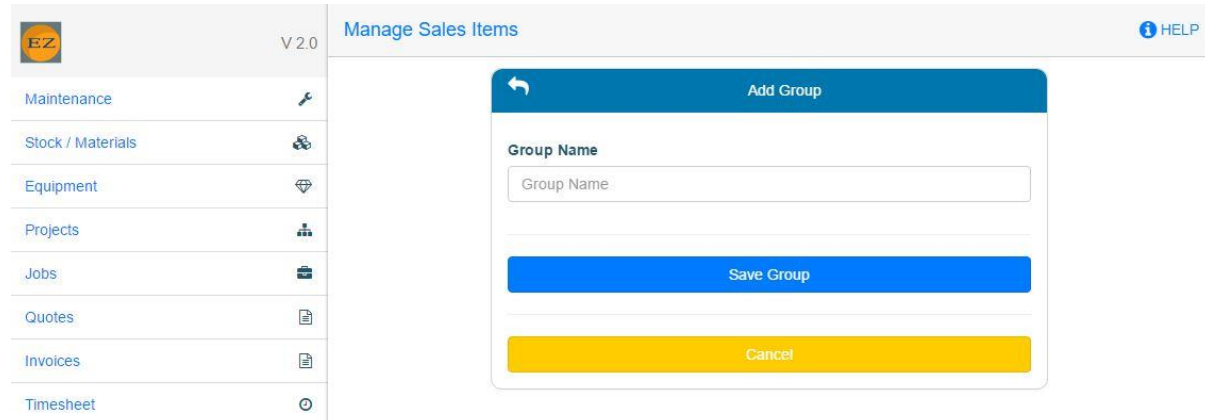 EZ
V 2.0
Manage Sales Items
HELP
Maintenance
Stock / Materials
Equipment
Projects
Jobs
Quotes
Invoices
Timesheet
Add Group
Group Name
Group Name
Save Group
Cancel